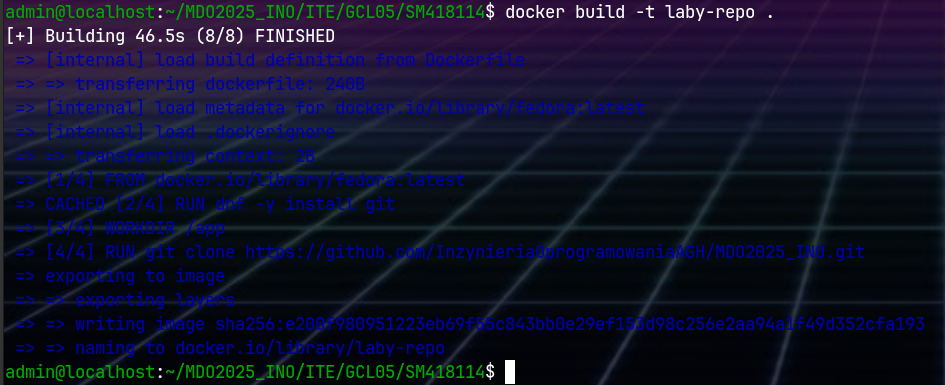 admin@localhost:~/MDO2025_INO/ITE/GCL05/SM418114$ docker build -t laby-repo .
[+] Building 46.5s (8/8) FINISHED
=> [internal] load build definition from Dockerfile
=> => transferring dockerfile: 240B
=> [internal] load metadata for docker.io/library/fedora:latest
=> [internal] load .dockerignore
=> => transferring context: 2B
=> [1/4] FROM docker.io/library/fedora:latest
=> CACHED [2/4] RUN dnf -y install git
=> [3/4] WORKDIR /app
=> [4/4] RUN git clone https://github.com/InzynieriaOprogramowaniaAGH/MDO2025_INO.git
=> exporting to image
=> => exporting layers
=> => writing image
=> => naming to docker.io/library/laby-repo
admin@localhost:~/MDO2025_INO/ITE/GCL05/SM418114$